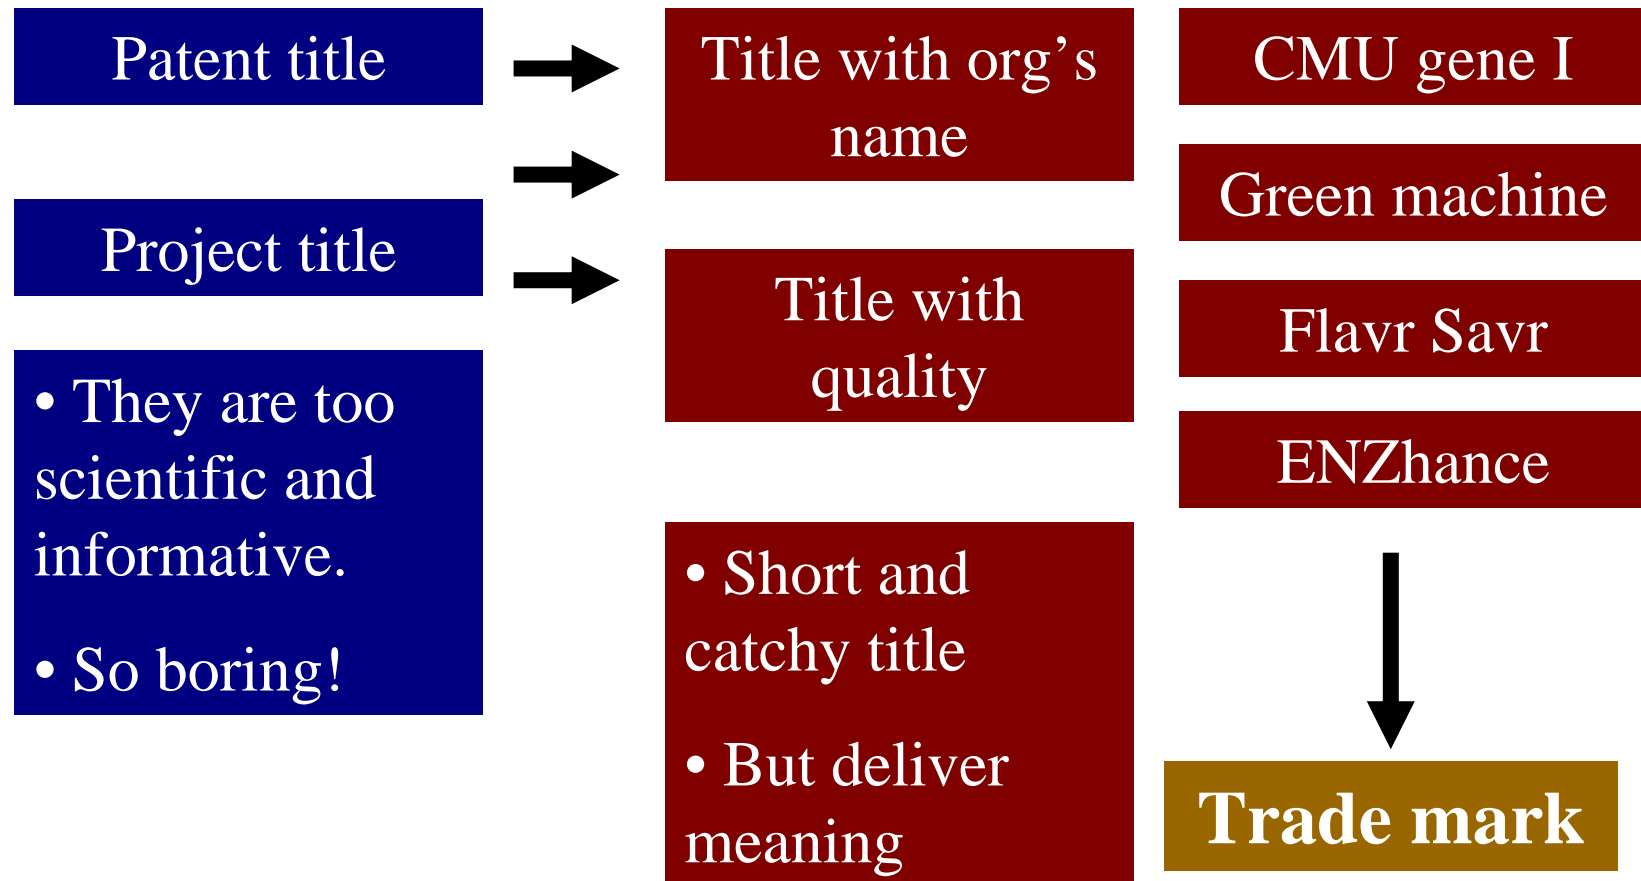 Patent title
Project title
• They are too
scientific and
informative.
• So boring!
Title with org’s
name
Title with
quality
• Short and
catchy title
• But deliver
meaning
CMU gene I
Green machine
Flavr Savr
ENZhance
Trade mark